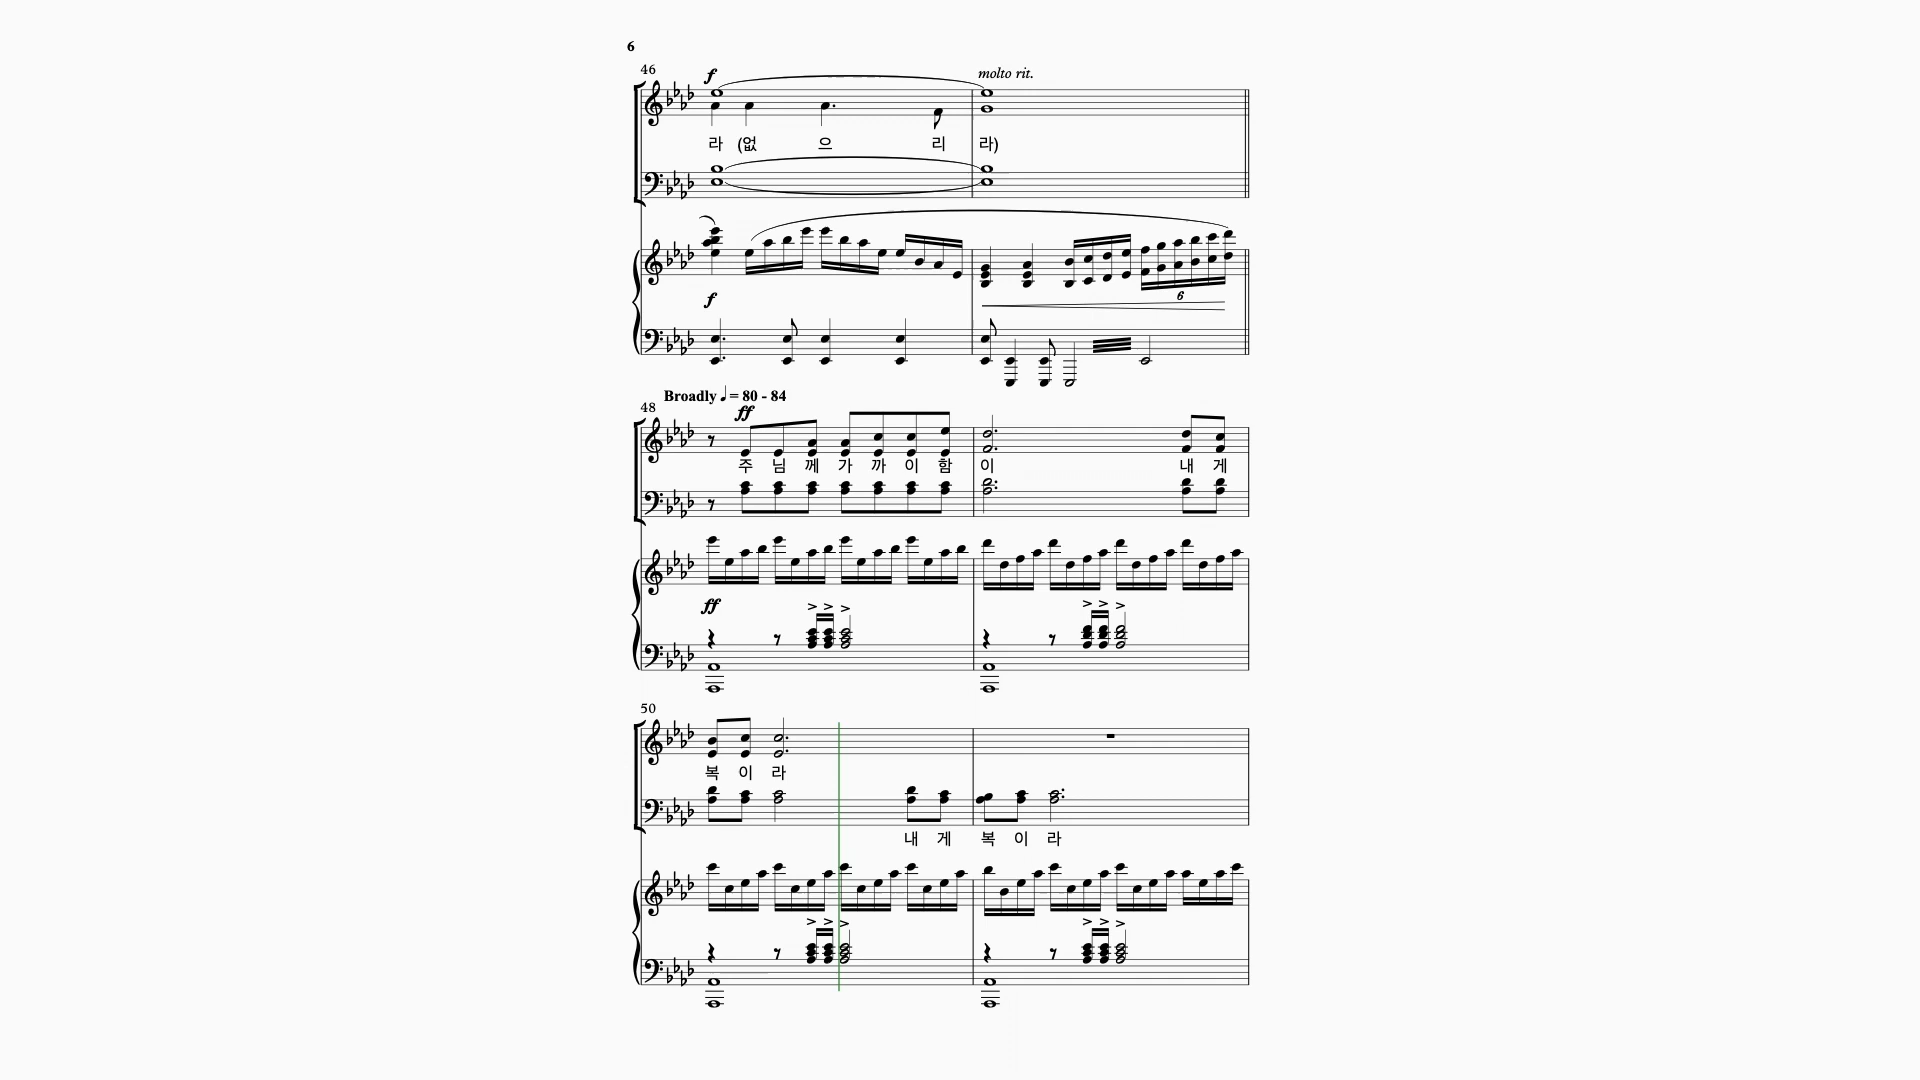 6
46
f
molto rit.
라 (없 으 리 라)
f
6
Broadly ♩ = 80 - 84
48
ff
주 님 께 가 까 이 함 이 내 게
ff
50
복 이 라
내 게 복 이 라